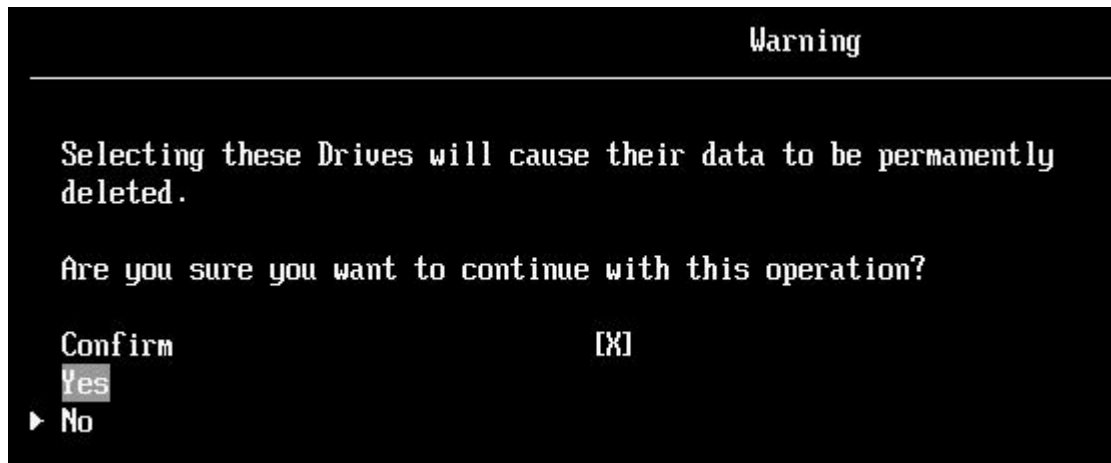 Warning
Selecting these Drives will cause their data to be permanently
deleted.
Are you sure you want to continue with this operation?
Confirm [X]
Yes
No